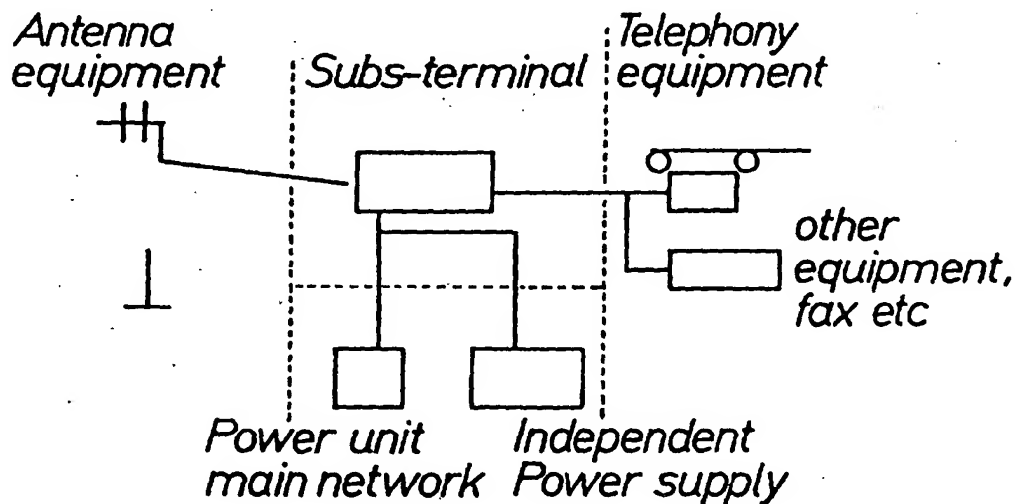 Antenna
equipment
Subs-terminal
Telephony
equipment
other
equipment,
fax etc
Power unit
main network
Independent
Power supply